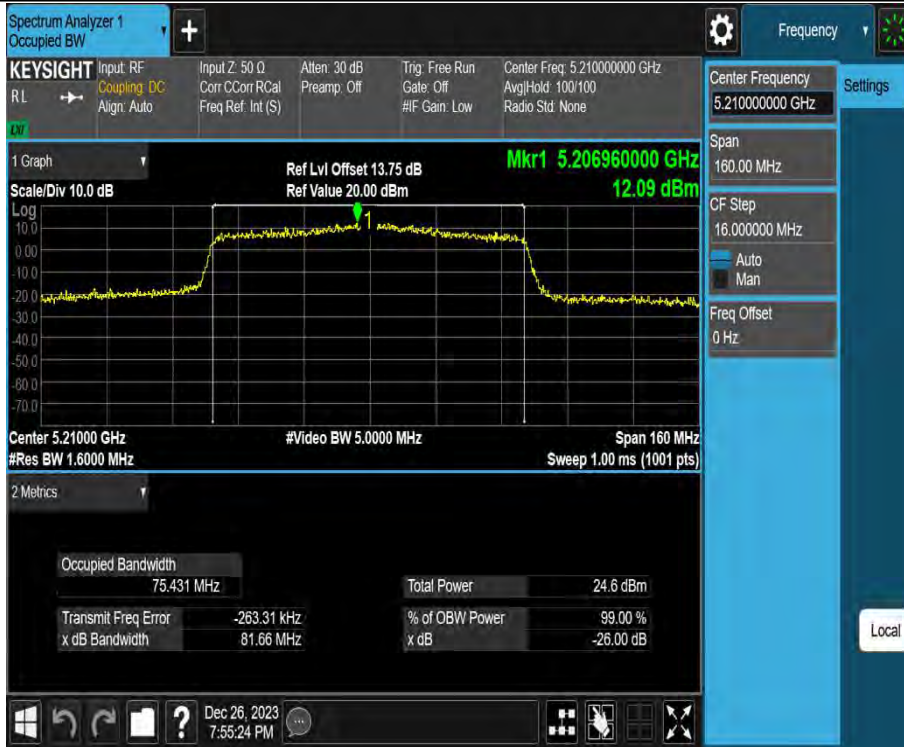 Spectrum Analyzer 1
Occupied BW
+
Frequency
KEYSIGHT
RL
LXI
Input: RF
Coupling: DC
Align: Auto
Input Z: 50 Ω
Corr CCorr RCal
Freq Ref: Int (S)
Atten: 30 dB
Preamp: Off
Trig: Free Run
Gate: Off
#IF Gain: Low
Center Freq: 5.210000000 GHz
Avg|Hold: 100/100
Radio Std: None
Center Frequency
5.210000000 GHz
Settings
Span
160.00 MHz
CF Step
16.000000 MHz
Auto
Man
Freq Offset
0 Hz
1 Graph
Scale/Div 10.0 dB
Ref Lvl Offset 13.75 dB
Ref Value 20.00 dBm
Mkr1 5.206960000 GHz
12.09 dBm
Log
10.0
0.00
-10.0
-20.0
-30.0
-40.0
-50.0
-60.0
-70.0
1
Center 5.21000 GHz
#Video BW 5.0000 MHz
Span 160 MHz
#Res BW 1.6000 MHz
Sweep 1.00 ms (1001 pts)
2 Metrics
Occupied Bandwidth
75.431 MHz
Total Power 24.6 dBm
Transmit Freq Error -263.31 kHz
% of OBW Power 99.00 %
x dB Bandwidth 81.66 MHz
x dB -26.00 dB
Local
?
Dec 26, 2023
7:55:24 PM